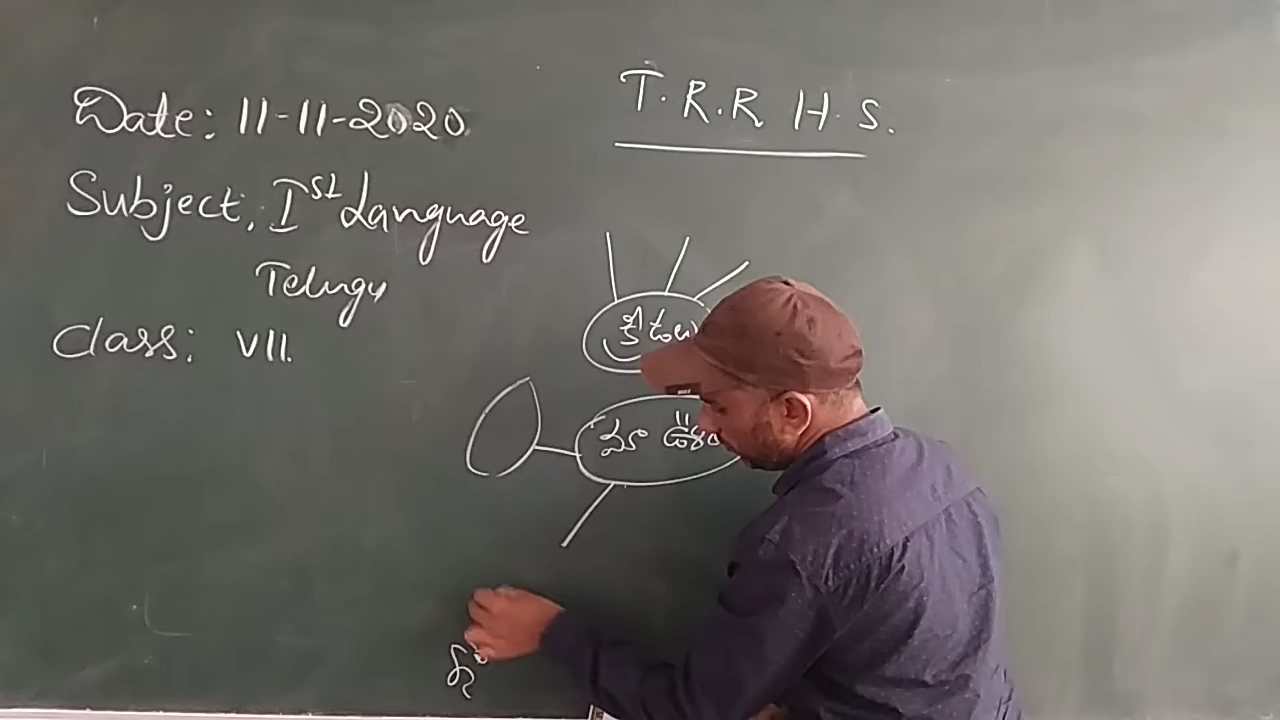 Date: 11-11-2020
Subject: Ist Language
Telugu
Class: VII.
T.R.R H.S.